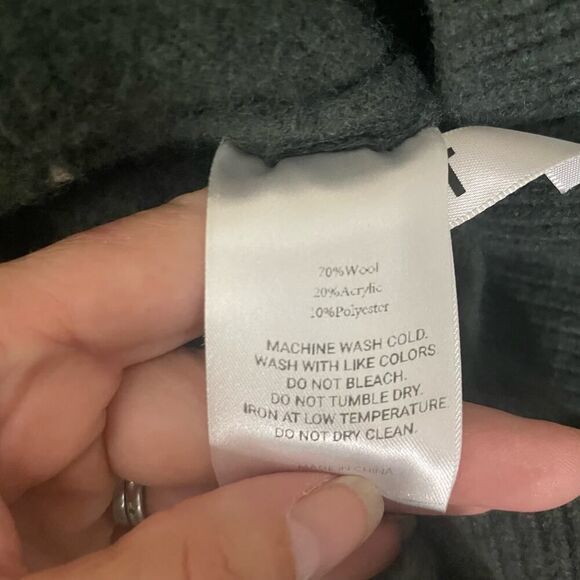 70%Wool
20%Acrylic
10%Polyester
MACHINE WASH COLD.
WASH WITH LIKE COLORS
DO NOT BLEACH.
DO NOT TUMBLE DRY.
IRON AT LOW TEMPERATURE
DO NOT DRY CLEAN.
MADE IN CHINA